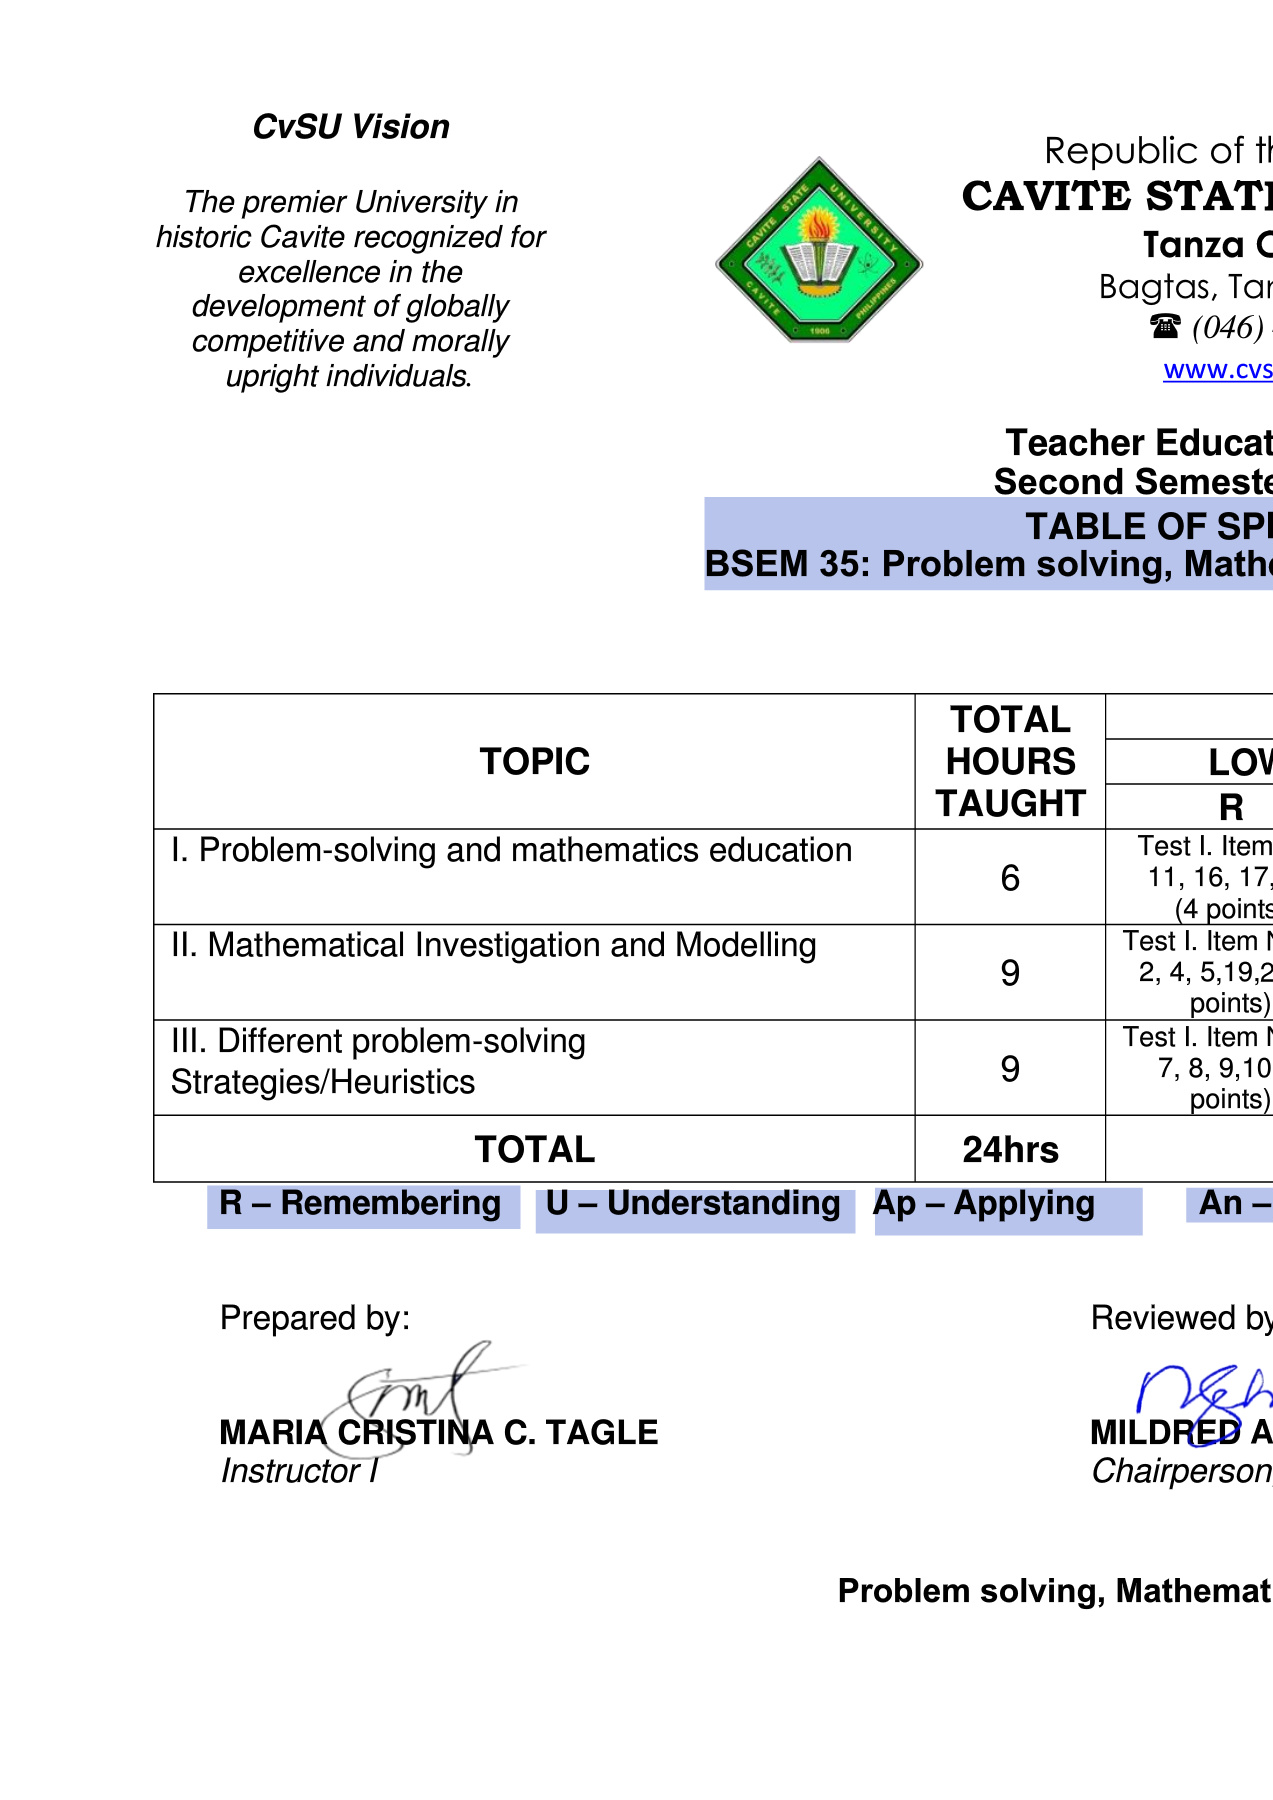 CvSU Vision
The premier University in
historic Cavite recognized for
excellence in the
development of globally
competitive and morally
upright individuals.
CAVITE STATE UNIVERSITY
CAVITE PHILIPPINES
1906
Republic of th
CAVITE STATE
Tanza C
Bagtas, Tan
☎ (046)
www.cvs
Teacher Educat
Second Semeste
TABLE OF SPE
BSEM 35: Problem solving, Mathe
TOPIC
TOTAL
HOURS
TAUGHT
LOW
R
I. Problem-solving and mathematics education
6
Test I. Item
11, 16, 17,
(4 points
II. Mathematical Investigation and Modelling
9
Test I. Item N
2, 4, 5,19,2
points)
III. Different problem-solving
Strategies/Heuristics
9
Test I. Item N
7, 8, 9,10
points)
TOTAL
24hrs
R – Remembering U – Understanding Ap – Applying An –
Prepared by:
MARIA CRISTINA C. TAGLE
Instructor I
Reviewed by
MILDRED A
Chairperson,
Problem solving, Mathemat